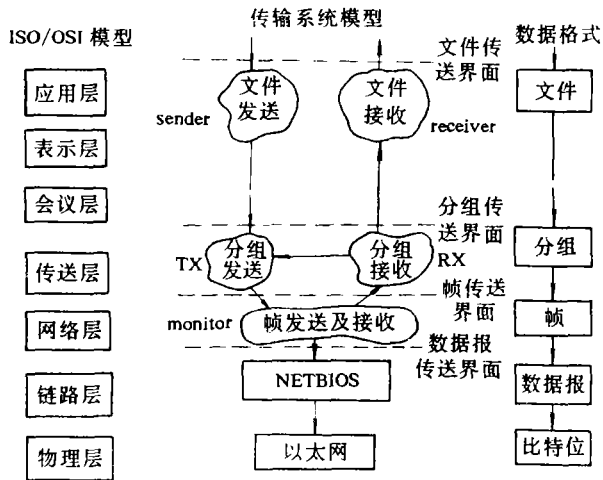 传输系统模型
ISO/OSI 模型
数据格式
文件传
送界面
应用层
文件
发送
文件
接收
文件
sender
receiver
表示层
会议层
分组传
送界面
传送层
TX
分组
发送
分组
接收
RX
分组
帧传送
界面
网络层
monitor
帧发送及接收
帧
数据报
传送界面
链路层
NETBIOS
数据报
物理层
以太网
比特位